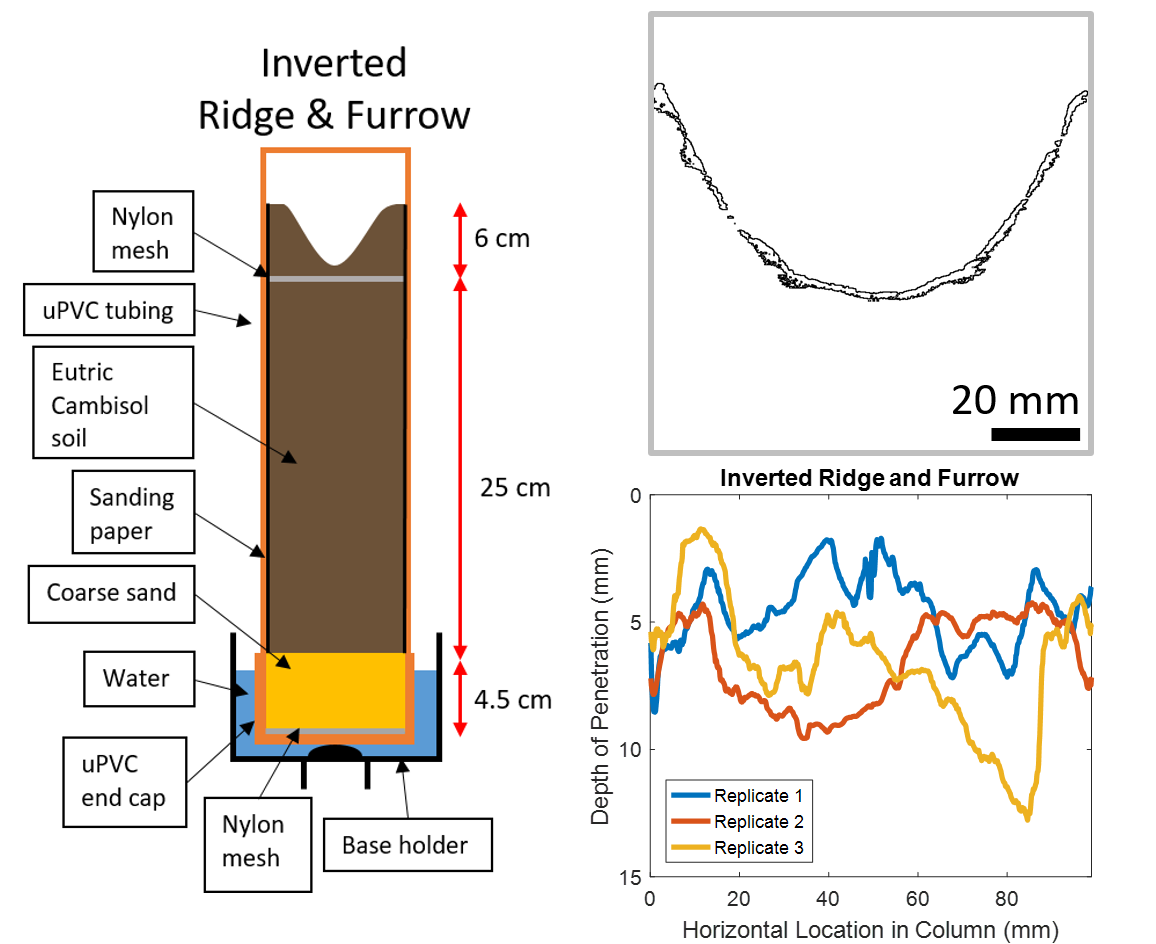 Inverted
Ridge & Furrow
Nylon
mesh
uPVC tubing
Eutric
Cambisol
soil
Sanding
paper
Coarse sand
Water
uPVC
end cap
Nylon
mesh
Base holder
6 cm
25 cm
4.5 cm
20 mm
Inverted Ridge and Furrow
Depth of Penetration (mm)
0
5
10
15
Replicate 1
Replicate 2
Replicate 3
0 20 40 60 80
Horizontal Location in Column (mm)